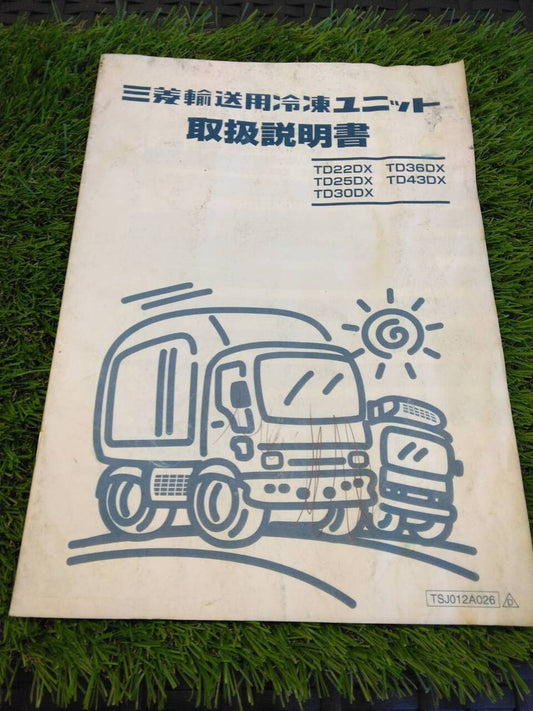 三菱輸送用冷凍ユニット
取扱説明書
TD22DX TD36DX
TD25DX TD43DX
TD30DX
TSJ012A026 D